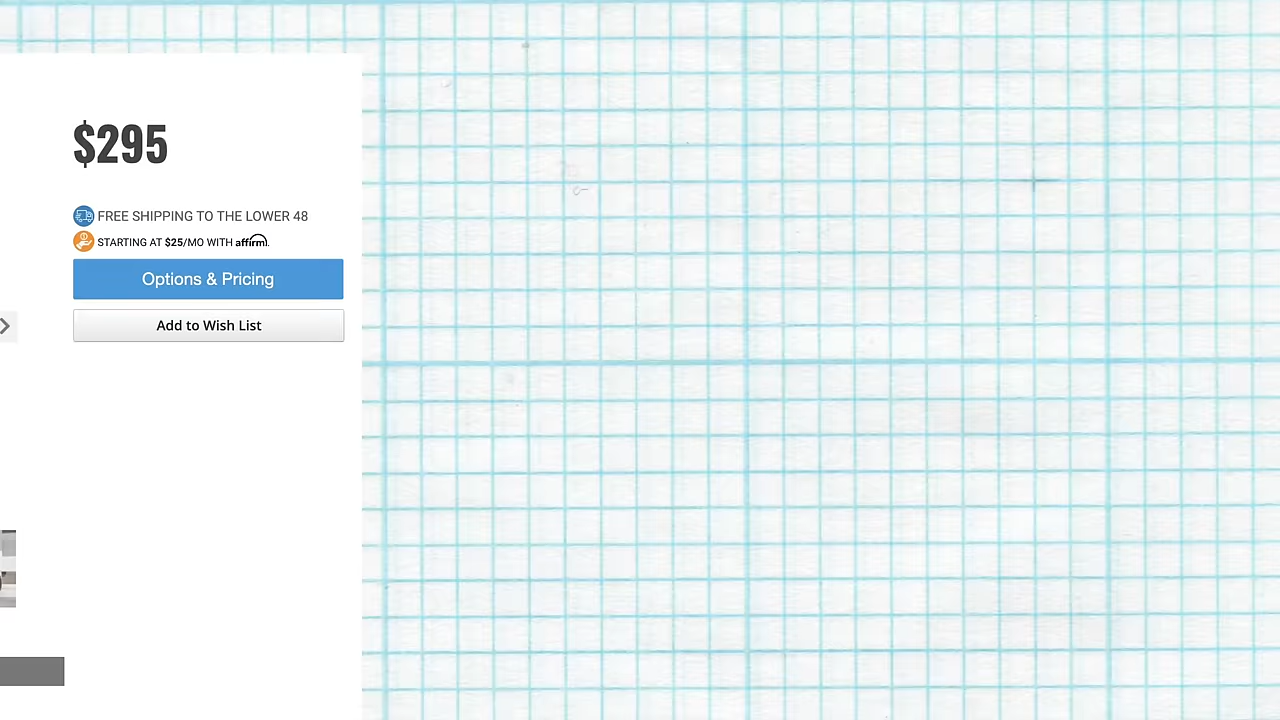 $295
FREE SHIPPING TO THE LOWER 48
STARTING AT $25/MO WITH affirm.
Options & Pricing
Add to Wish List